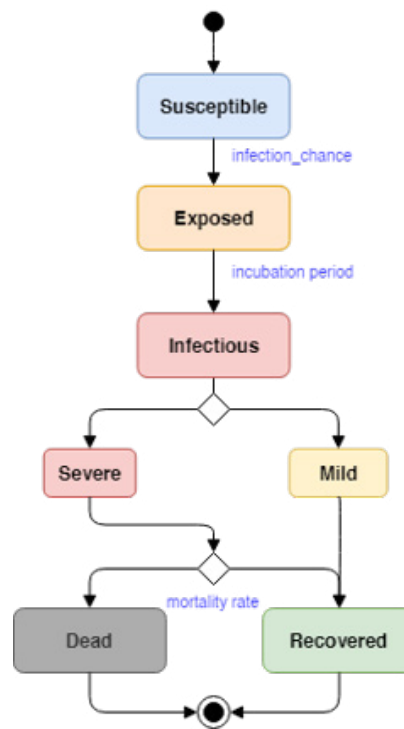 Susceptible
infection_chance
Exposed
incubation period
Infectious
Severe
Mild
mortality rate
Dead
Recovered